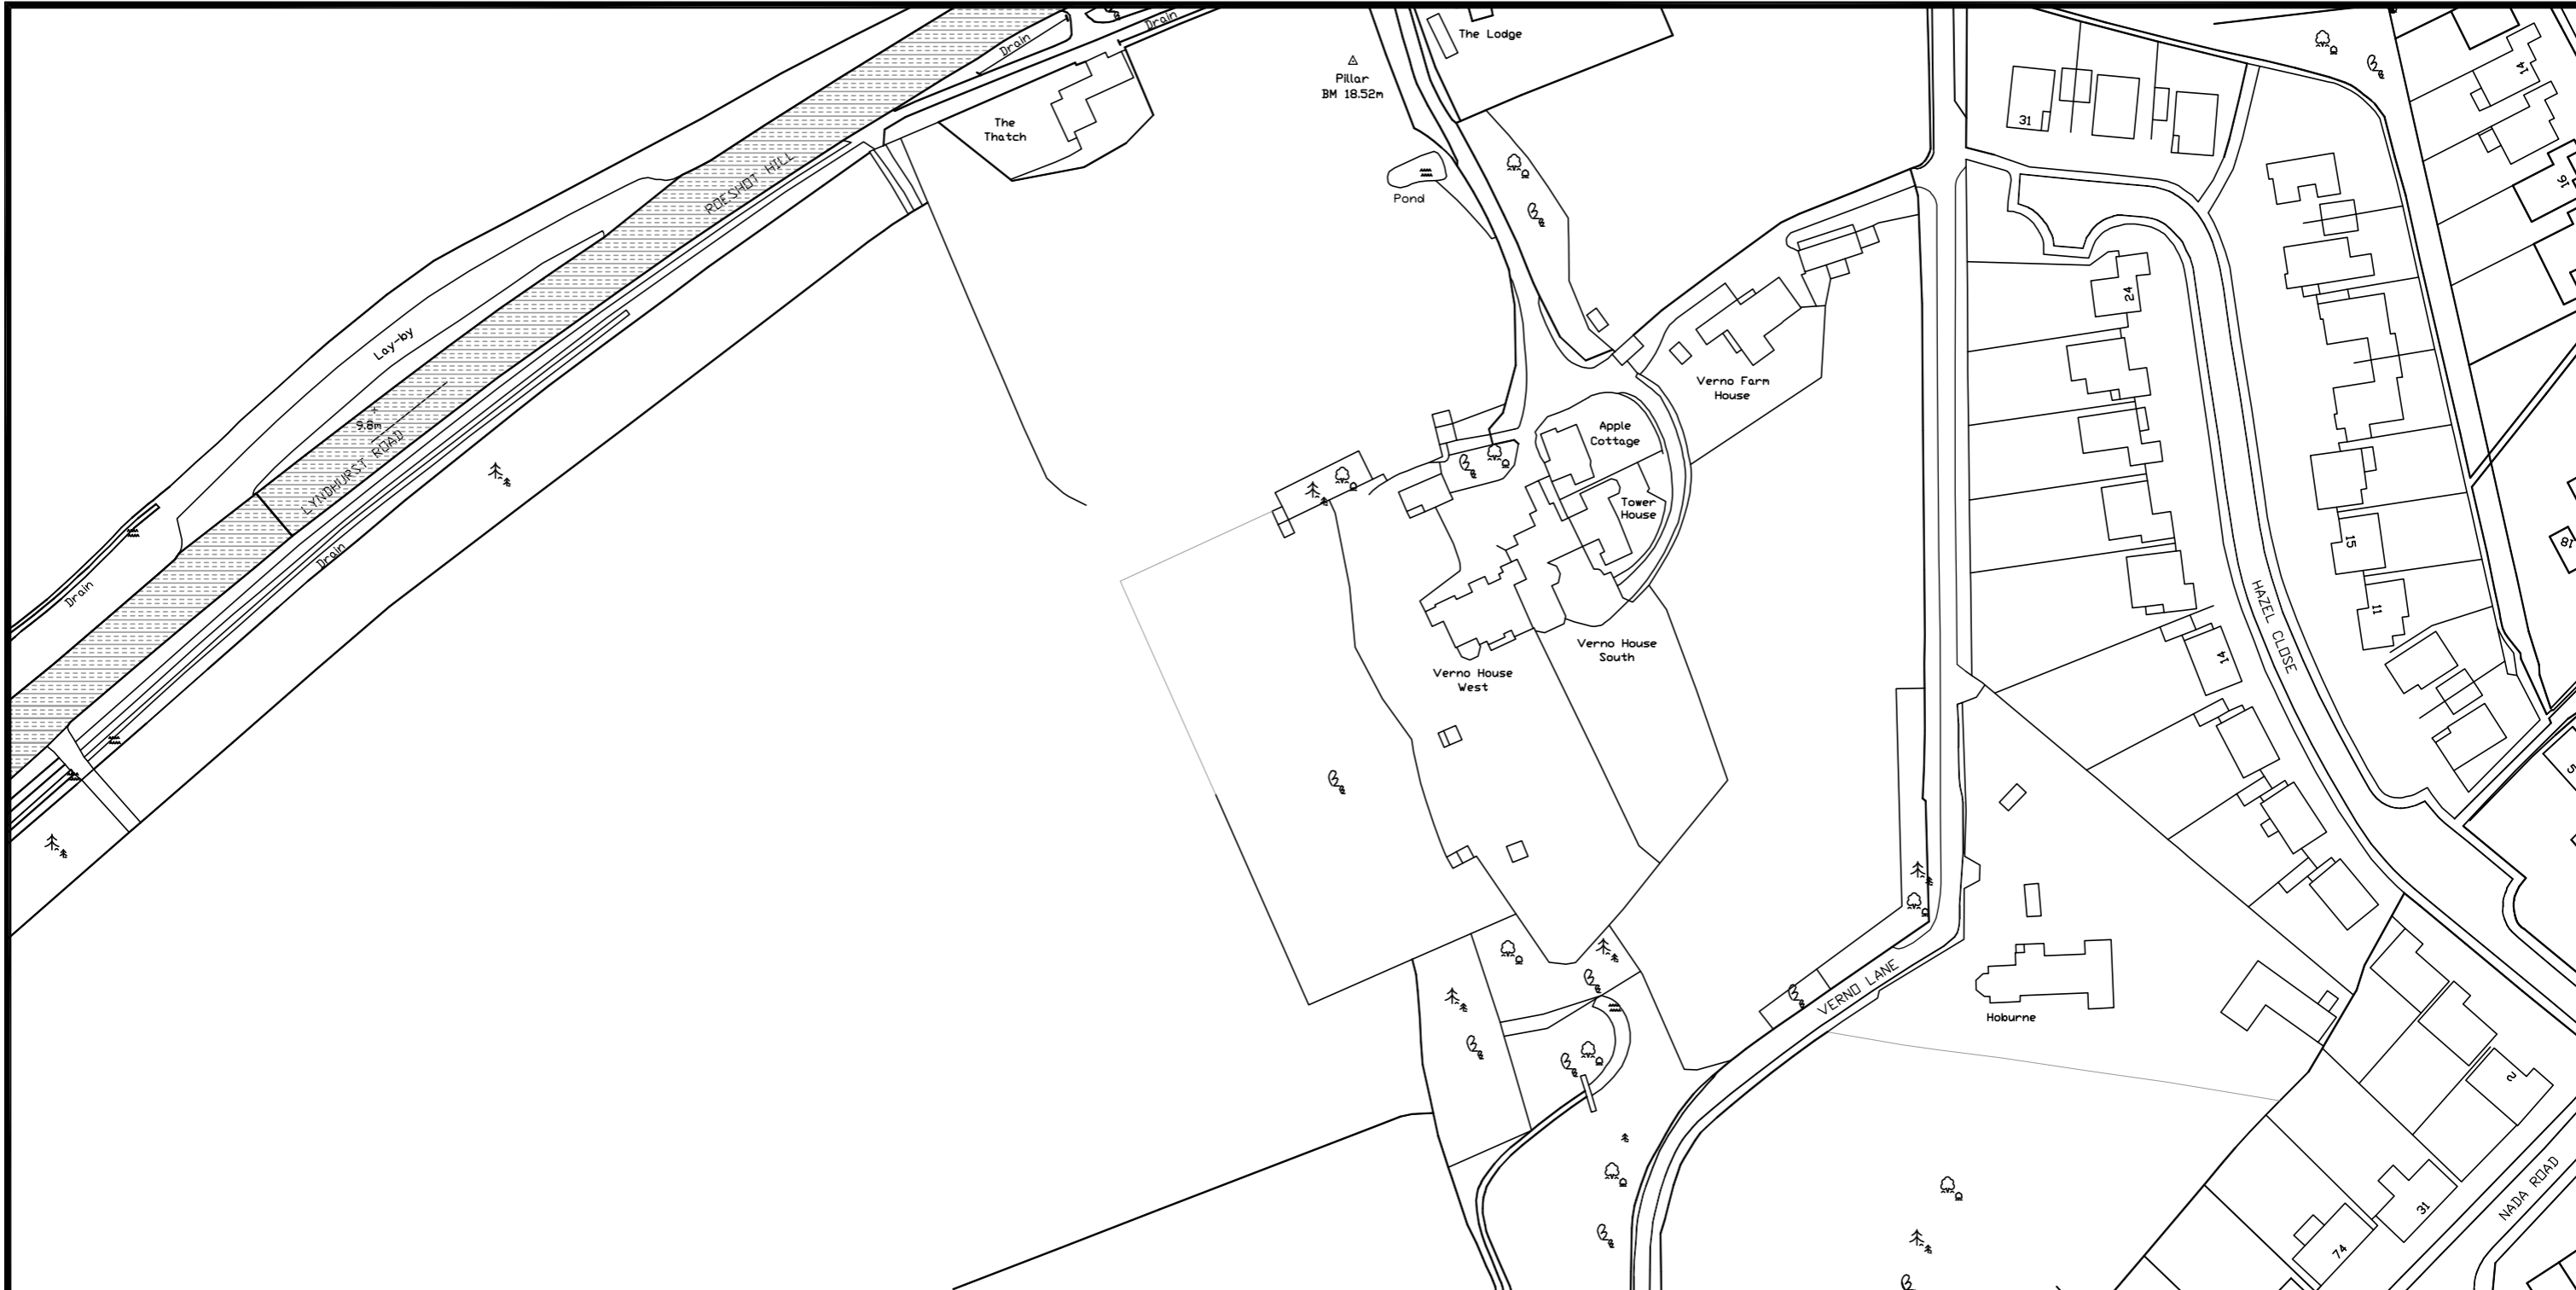 Drain
Drain
The Lodge
Pillar
BM 18.52m
14
The
Thatch
31
ROESHOT HILL
16
Pond
24
Lay-by
Verno Farm
House
9.8m
LYNDHURST ROAD
Apple
Cottage
Tower
House
15
81
Drain
Drain
11
HAZEL CLOSE
Verno House
South
14
Verno House
West
VERNO LANE
Hoburne
2
NADA ROAD
31
74